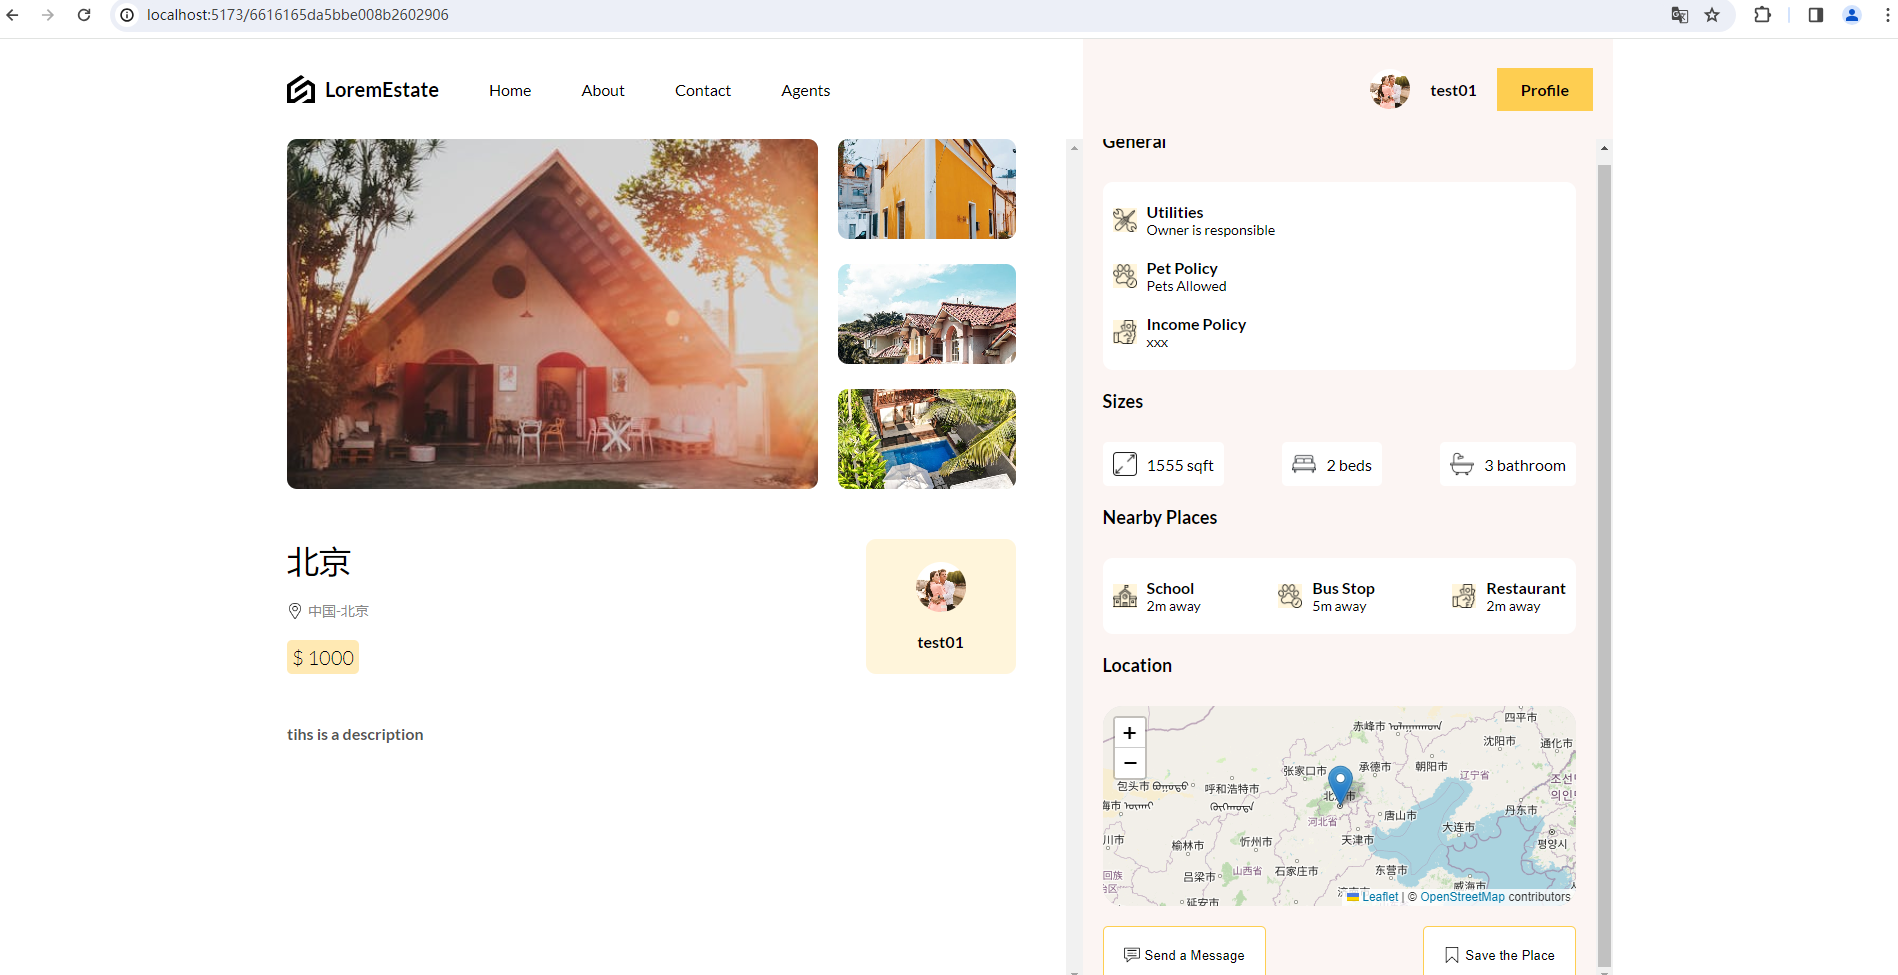 localhost:5173/6616165da5bbe008b2602906
LoremEstate
Home
About
Contact
Agents
test01
Profile
北京
中国-北京
$ 1000
test01
tihs is a description
General
Utilities
Owner is responsible
Pet Policy
Pets Allowed
Income Policy
xxx
Sizes
1555 sqft
2 beds
3 bathroom
Nearby Places
School
2m away
Bus Stop
5m away
Restaurant
2m away
Location
+
−
赤峰市
四平市
沈阳市
通化市
张家口市
承德市
朝阳市
辽宁省
包头市
呼和浩特市
丹东市
河北省
唐山市
大连市
天津市
榆林市
忻州市
平壤市
山西省
吕梁市
石家庄市
东营市
威海市
延安市
Leaflet | © OpenStreetMap contributors
Send a Message
Save the Place